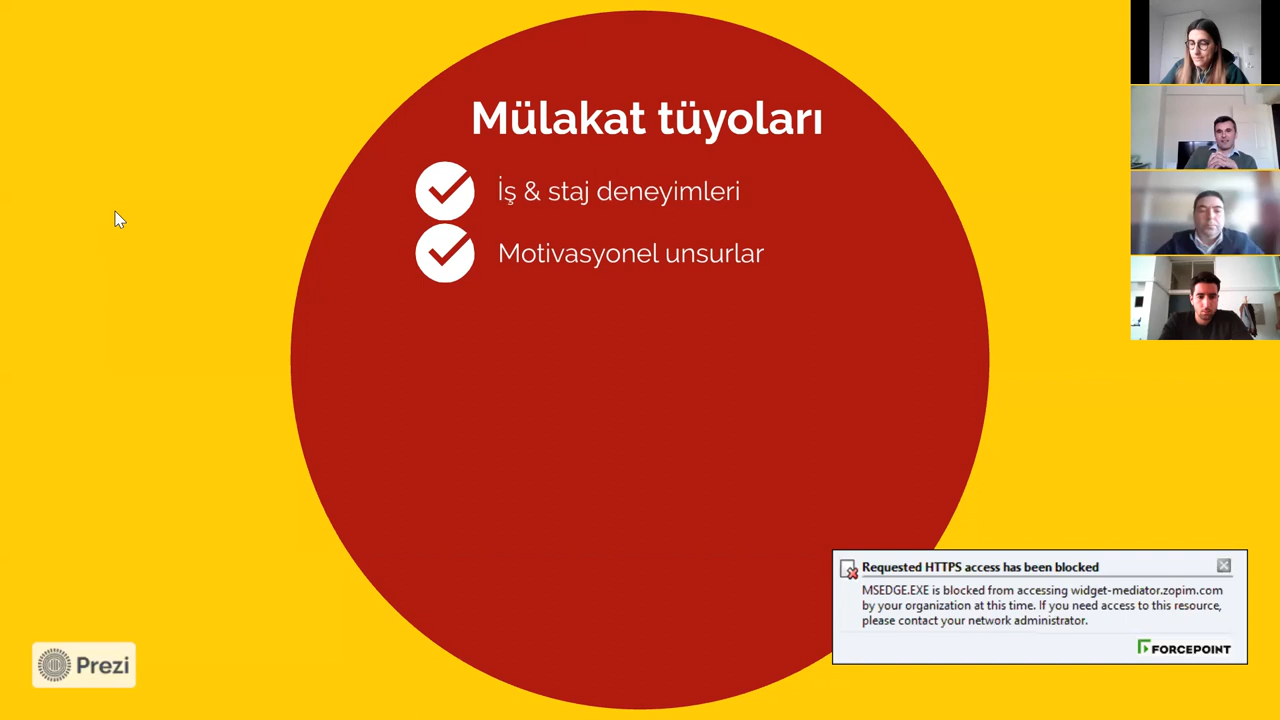 Mülakat tüyoları
İş & staj deneyimleri
Motivasyonel unsurlar
Requested HTTPS access has been blocked
MSEDGE.EXE is blocked from accessing widget-mediator.zopim.com
by your organization at this time. If you need access to this resource,
please contact your network administrator.
FORCEPOINT
Prezi